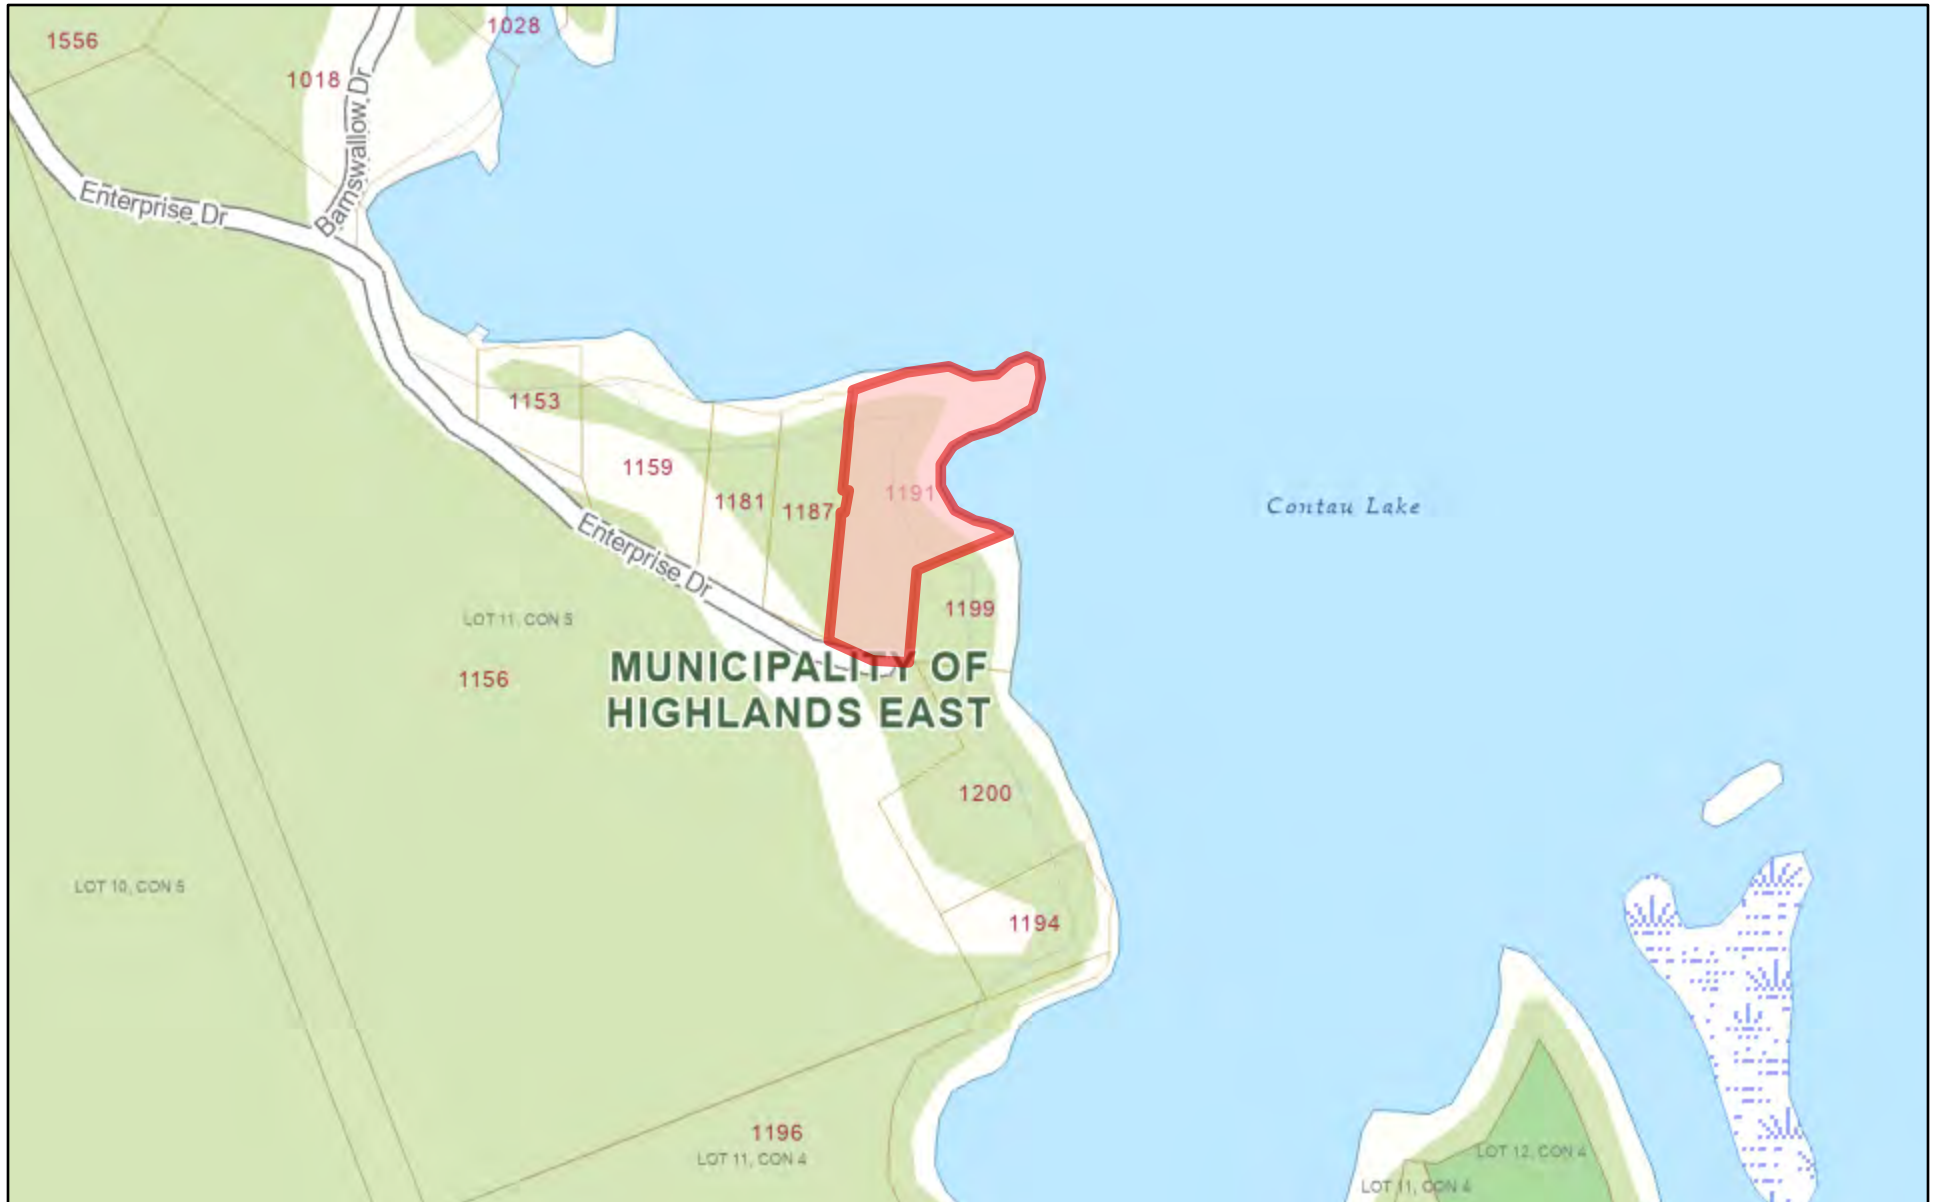 1028
1556
1018
Barnswallow Dr
Enterprise Dr
1153
1159
1181
1187
1191
Contau Lake
Enterprise Dr
1199
LOT 11, CON 5
MUNICIPALITY OF
HIGHLANDS EAST
1156
1200
LOT 10, CON 5
1194
1196
LOT 11, CON 4
LOT 12, CON 4
LOT 11, CON 4